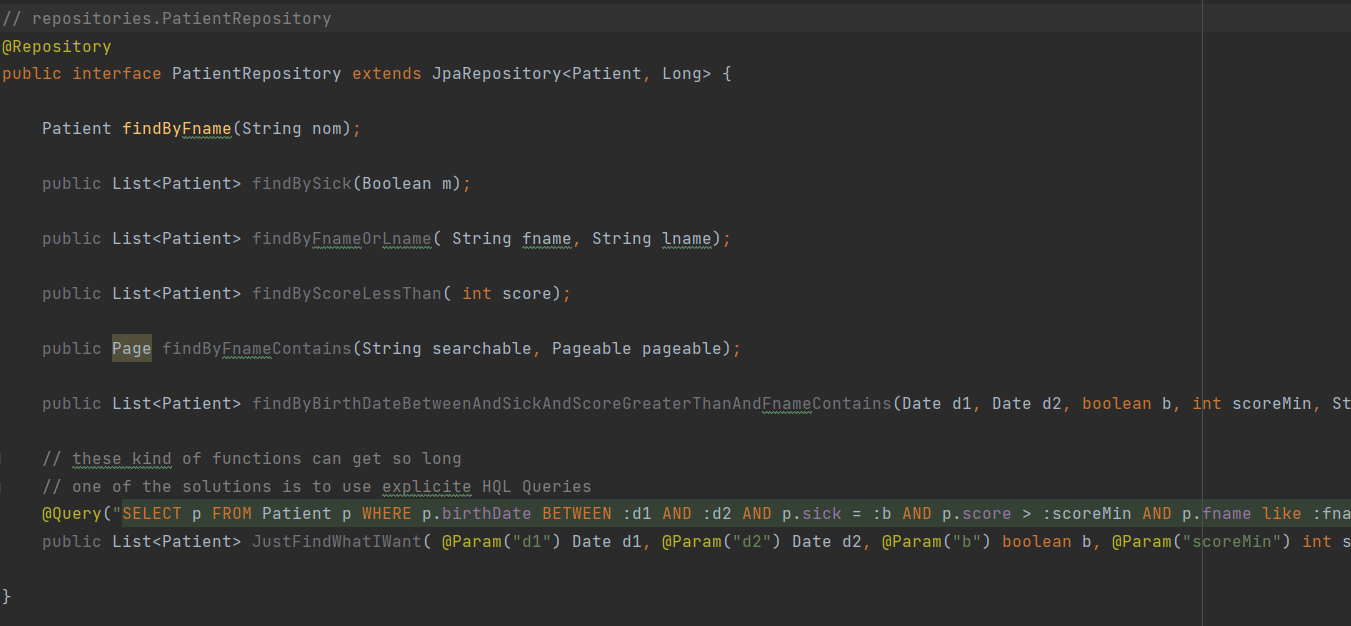 // repositories.PatientRepository
@Repository
public interface PatientRepository extends JpaRepository<Patient, Long> {
Patient findByFname(String nom);
public List<Patient> findBySick(Boolean m);
public List<Patient> findByFnameOrLname( String fname, String lname);
public List<Patient> findByScoreLessThan( int score);
public Page findByFnameContains(String searchable, Pageable pageable);
public List<Patient> findByBirthDateBetweenAndSickAndScoreGreaterThanAndFnameContains(Date d1, Date d2, boolean b, int scoreMin, St
// these kind of functions can get so long
// one of the solutions is to use explicite HQL Queries
@Query("SELECT p FROM Patient p WHERE p.birthDate BETWEEN :d1 AND :d2 AND p.sick = :b AND p.score > :scoreMin AND p.fname like :fna
public List<Patient> JustFindWhatIWant( @Param("d1") Date d1, @Param("d2") Date d2, @Param("b") boolean b, @Param("scoreMin") int s
}